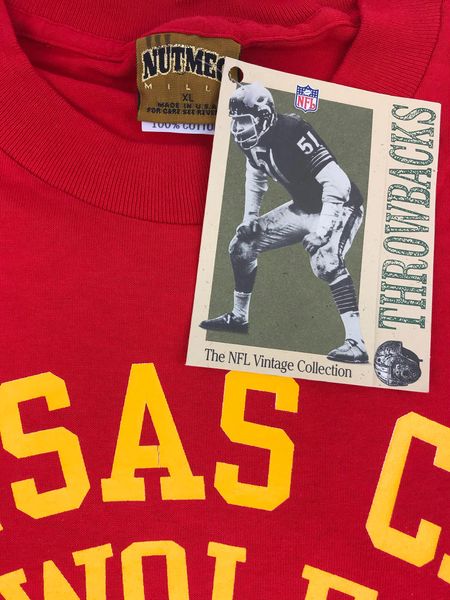 NUTMEG
MILLS
XL
MADE IN U.S.A.
FOR CARE SEE REVERSE
100% COTTON
NFL
51
THROWBACKS
The NFL Vintage Collection
SAS C
WOL